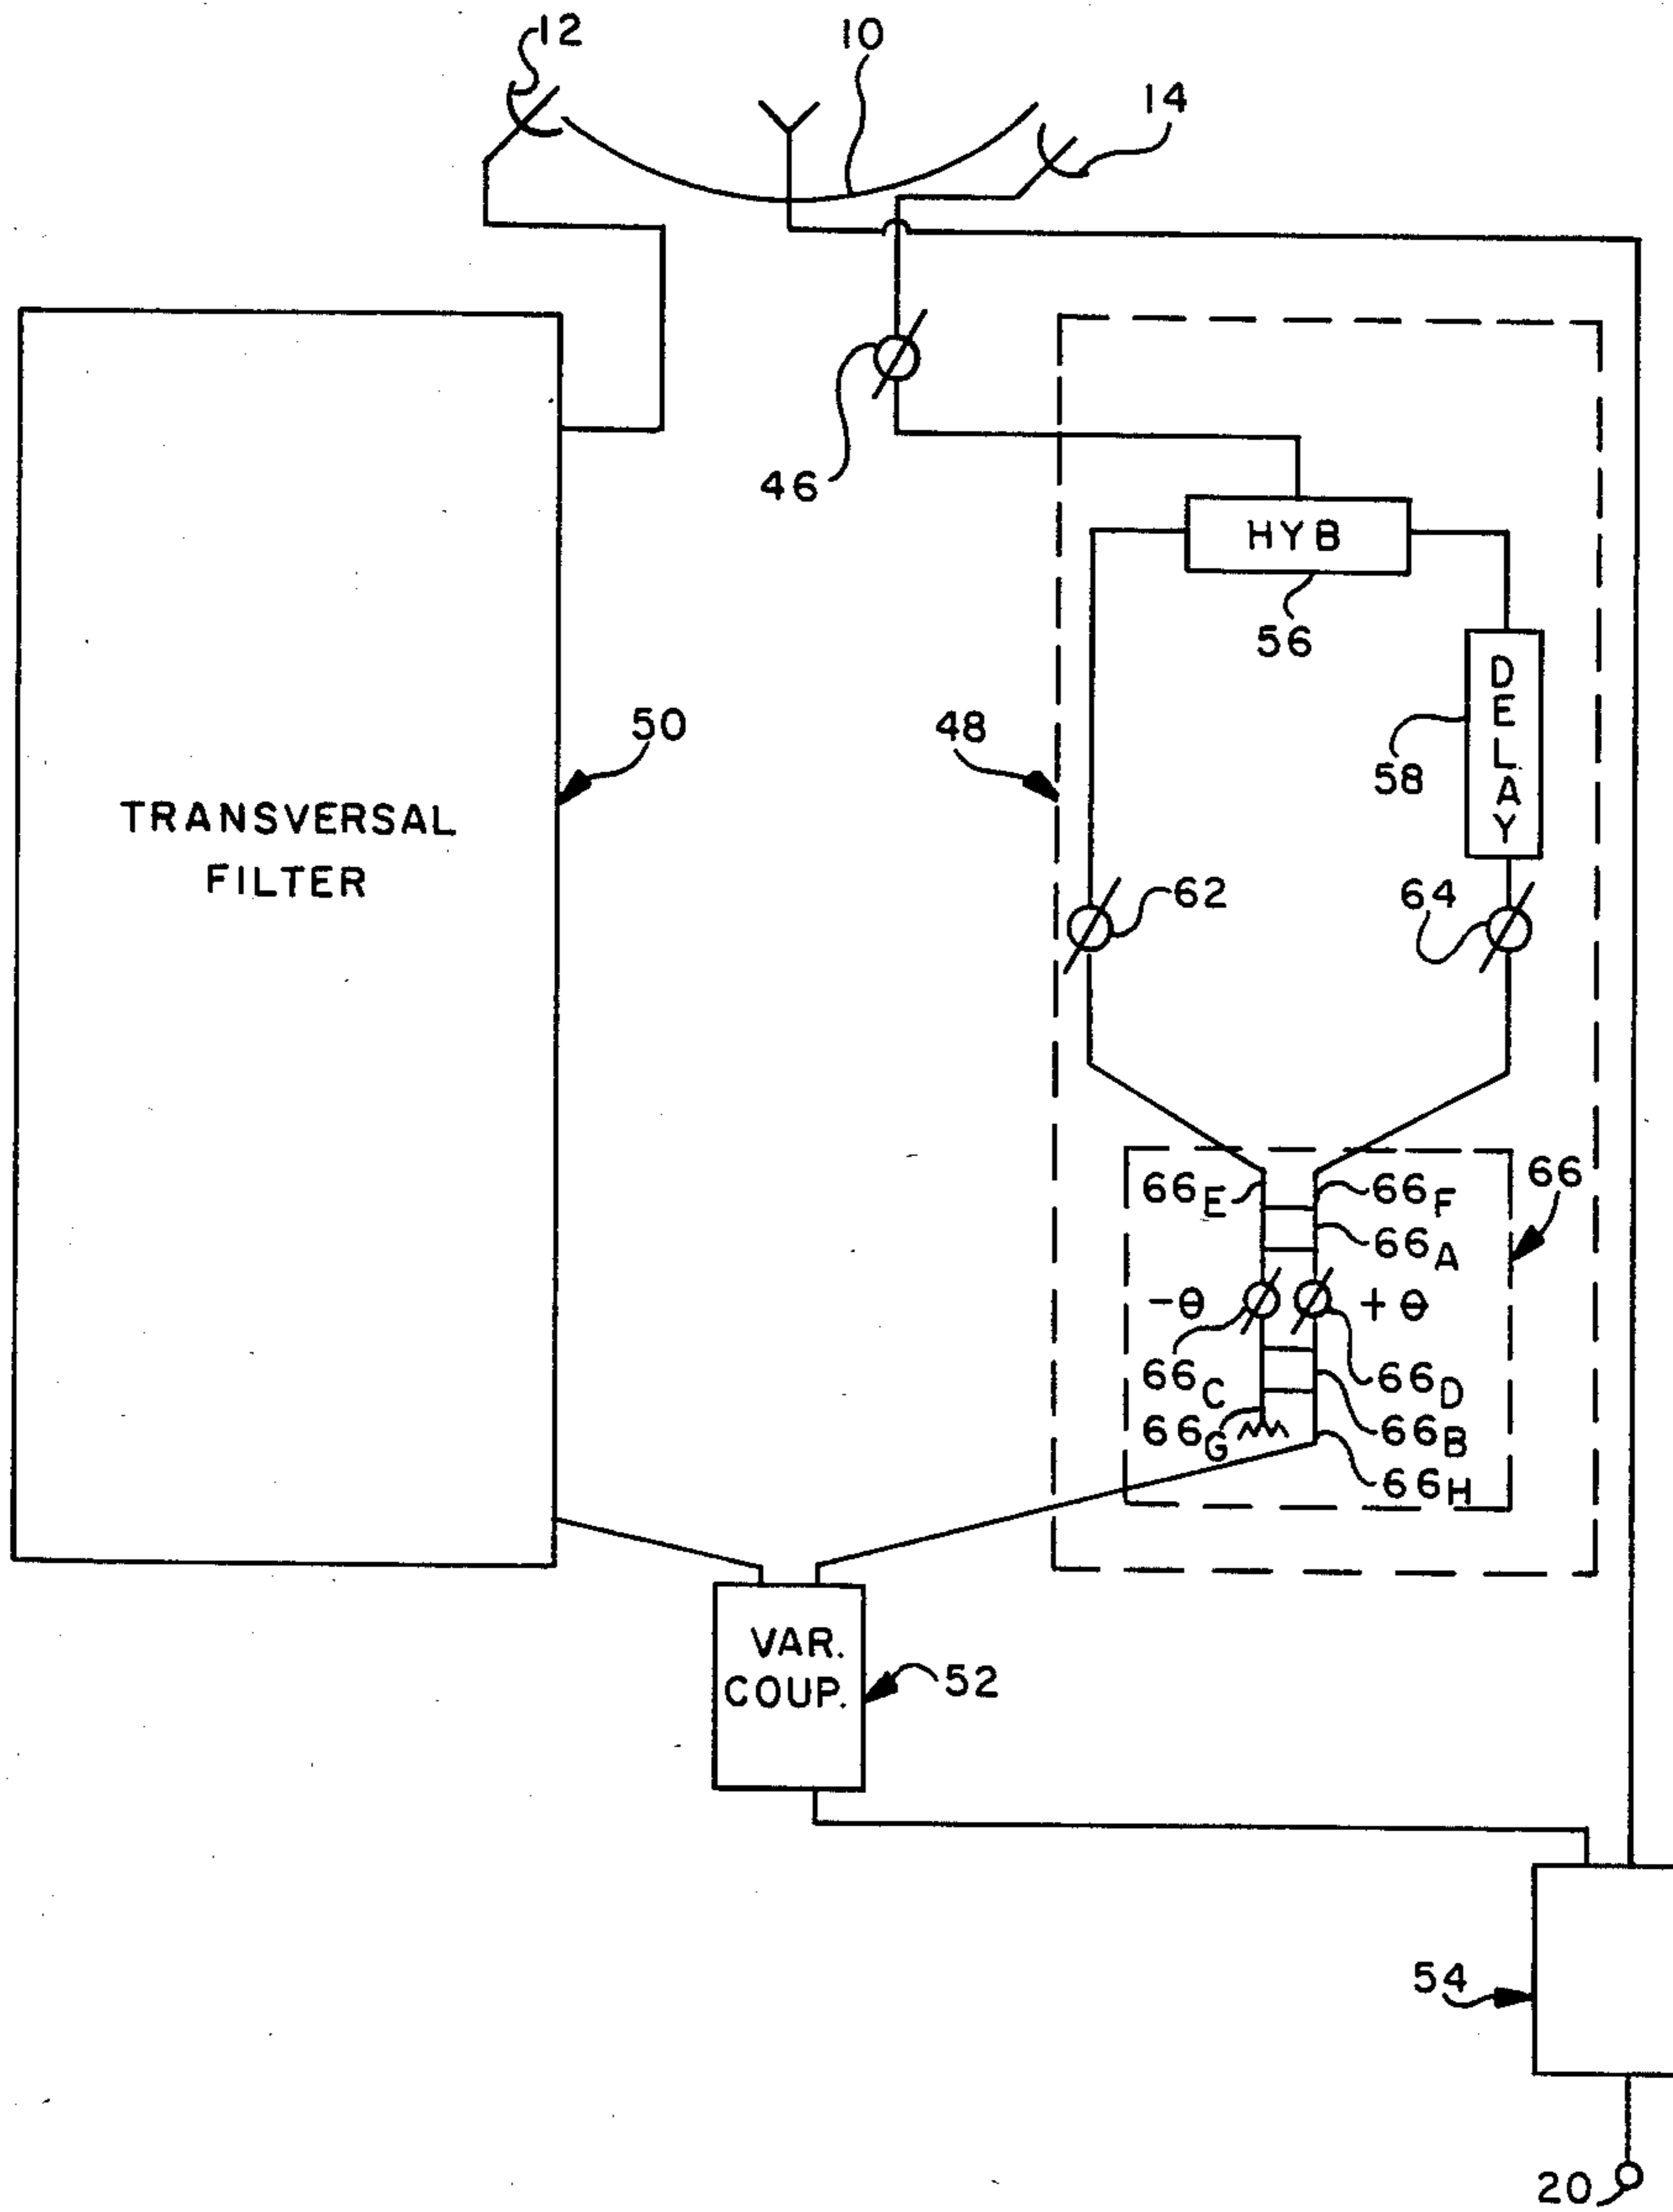 12
10
14
46
HYB
56
DELAY
58
50
48
TRANSVERSAL
FILTER
62
64
66
66E
66F
66A
-θ
+θ
66C
66D
66G
66B
66H
VAR.
COUP.
52
54
20